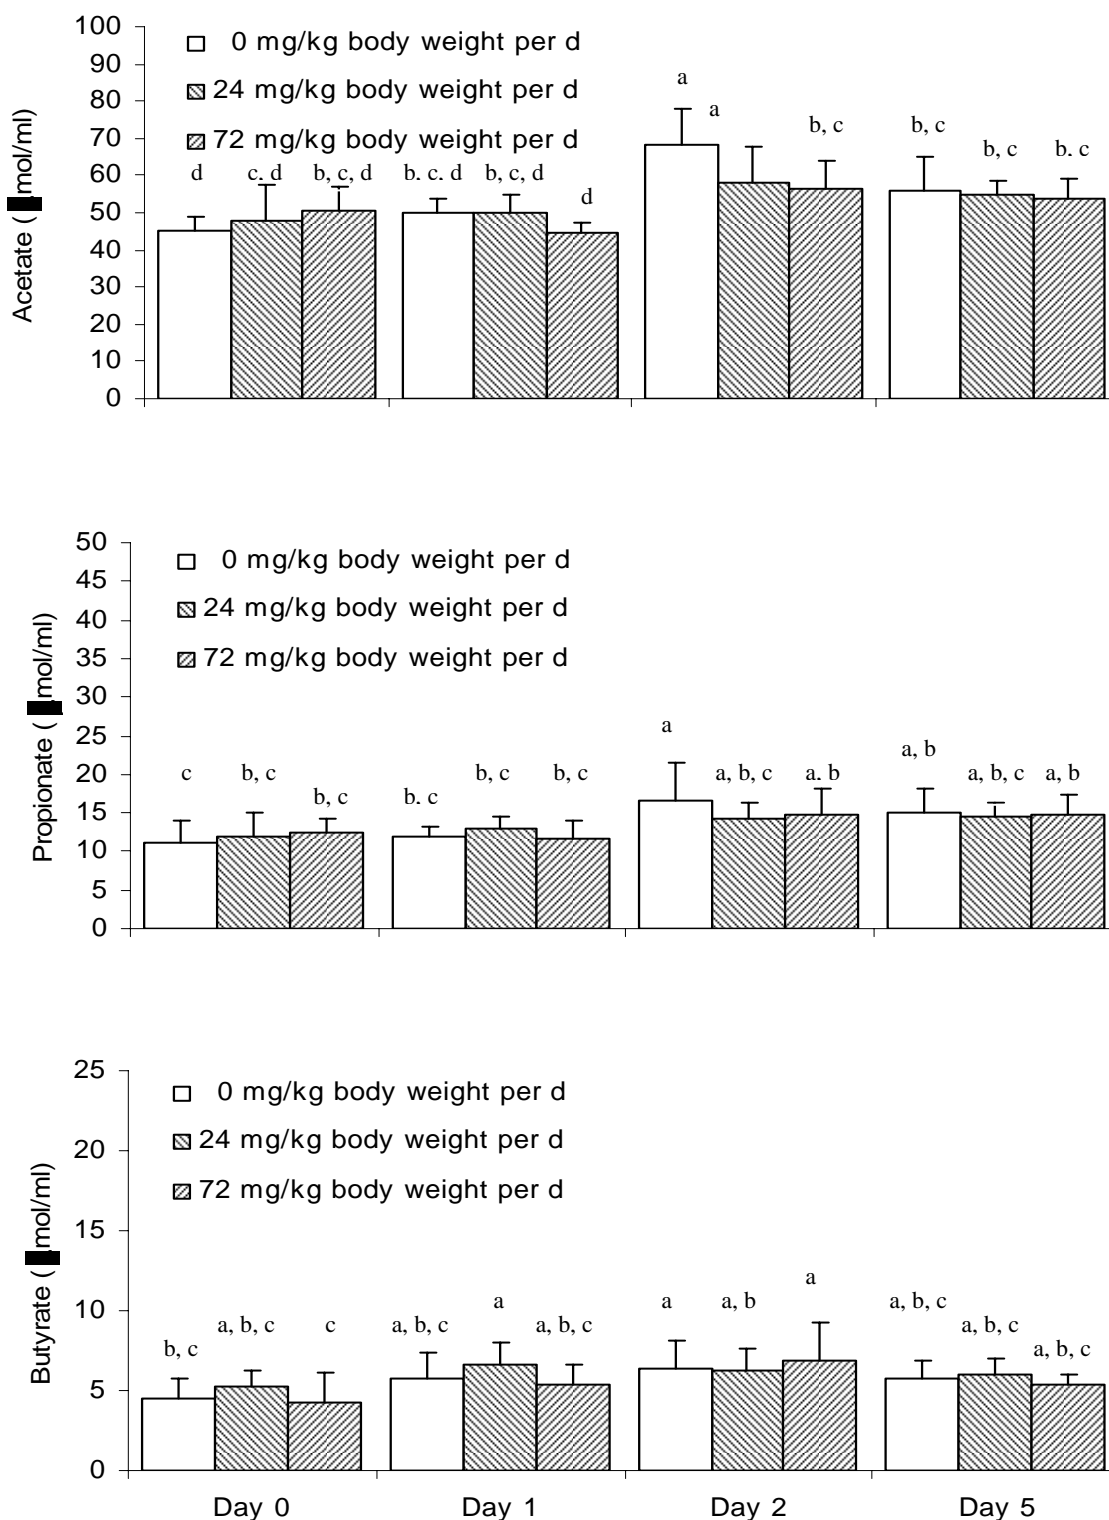 100
90
80
70
60
50
40
30
20
10
0
Acetate ( mol/ml)
0 mg/kg body weight per d
24 mg/kg body weight per d
72 mg/kg body weight per d
d
c, d
b, c, d
b, c, d
b, c, d
d
a
a
b, c
b, c
b, c
b, c
50
45
40
35
30
25
20
15
10
5
0
Propionate ( mol/ml)
0 mg/kg body weight per d
24 mg/kg body weight per d
72 mg/kg body weight per d
c
b, c
b, c
b, c
b, c
b, c
a
a, b, c
a, b
a, b
a, b, c
a, b
25
20
15
10
5
0
Butyrate ( mol/ml)
0 mg/kg body weight per d
24 mg/kg body weight per d
72 mg/kg body weight per d
b, c
a, b, c
c
a, b, c
a
a, b, c
a
a, b
a
a, b, c
a, b, c
a, b, c
Day 0
Day 1
Day 2
Day 5